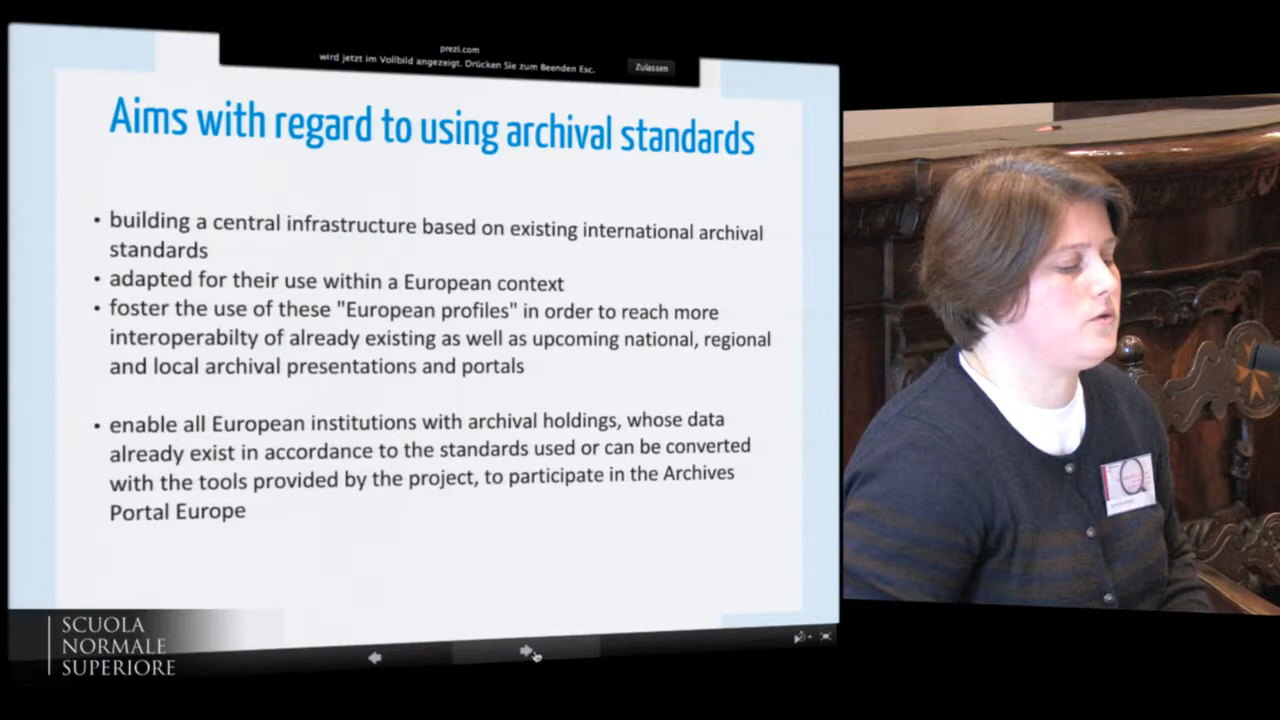 prezi.com
wird jetzt im Vollbild angezeigt. Drücken Sie zum Beenden Esc.
Zulassen
Aims with regard to using archival standards
• building a central infrastructure based on existing international archival
standards
• adapted for their use within a European context
• foster the use of these "European profiles" in order to reach more
interoperabilty of already existing as well as upcoming national, regional
and local archival presentations and portals
• enable all European institutions with archival holdings, whose data
already exist in accordance to the standards used or can be converted
with the tools provided by the project, to participate in the Archives
Portal Europe
SCUOLA
NORMALE
SUPERIORE